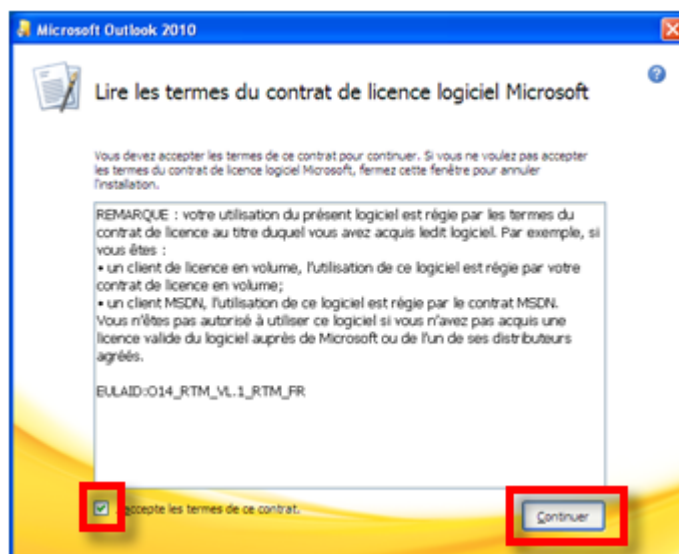 Microsoft Outlook 2010
Lire les termes du contrat de licence logiciel Microsoft
Vous devez accepter les termes de ce contrat pour continuer. Si vous ne voulez pas accepter
les termes du contrat de licence logiciel Microsoft, fermez cette fenêtre pour annuler
l'installation.
REMARQUE : votre utilisation du présent logiciel est régie par les termes du
contrat de licence au titre duquel vous avez acquis ledit logiciel. Par exemple, si
vous êtes :
• un client de licence en volume, l'utilisation de ce logiciel est régie par votre
contrat de licence en volume;
• un client MSDN, l'utilisation de ce logiciel est régie par le contrat MSDN.
Vous n'êtes pas autorisé à utiliser ce logiciel si vous n'avez pas acquis une
licence valide du logiciel auprès de Microsoft ou de l'un de ses distributeurs
agréés.
EULAID:O14_RTM_VL.1_RTM_FR
J'accepte les termes de ce contrat.
Continuer